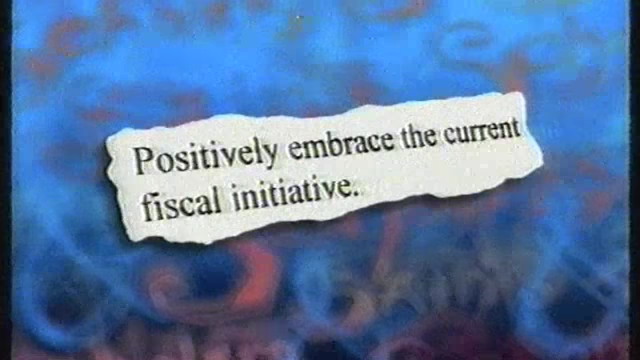 Positively embrace the current
fiscal initiative.